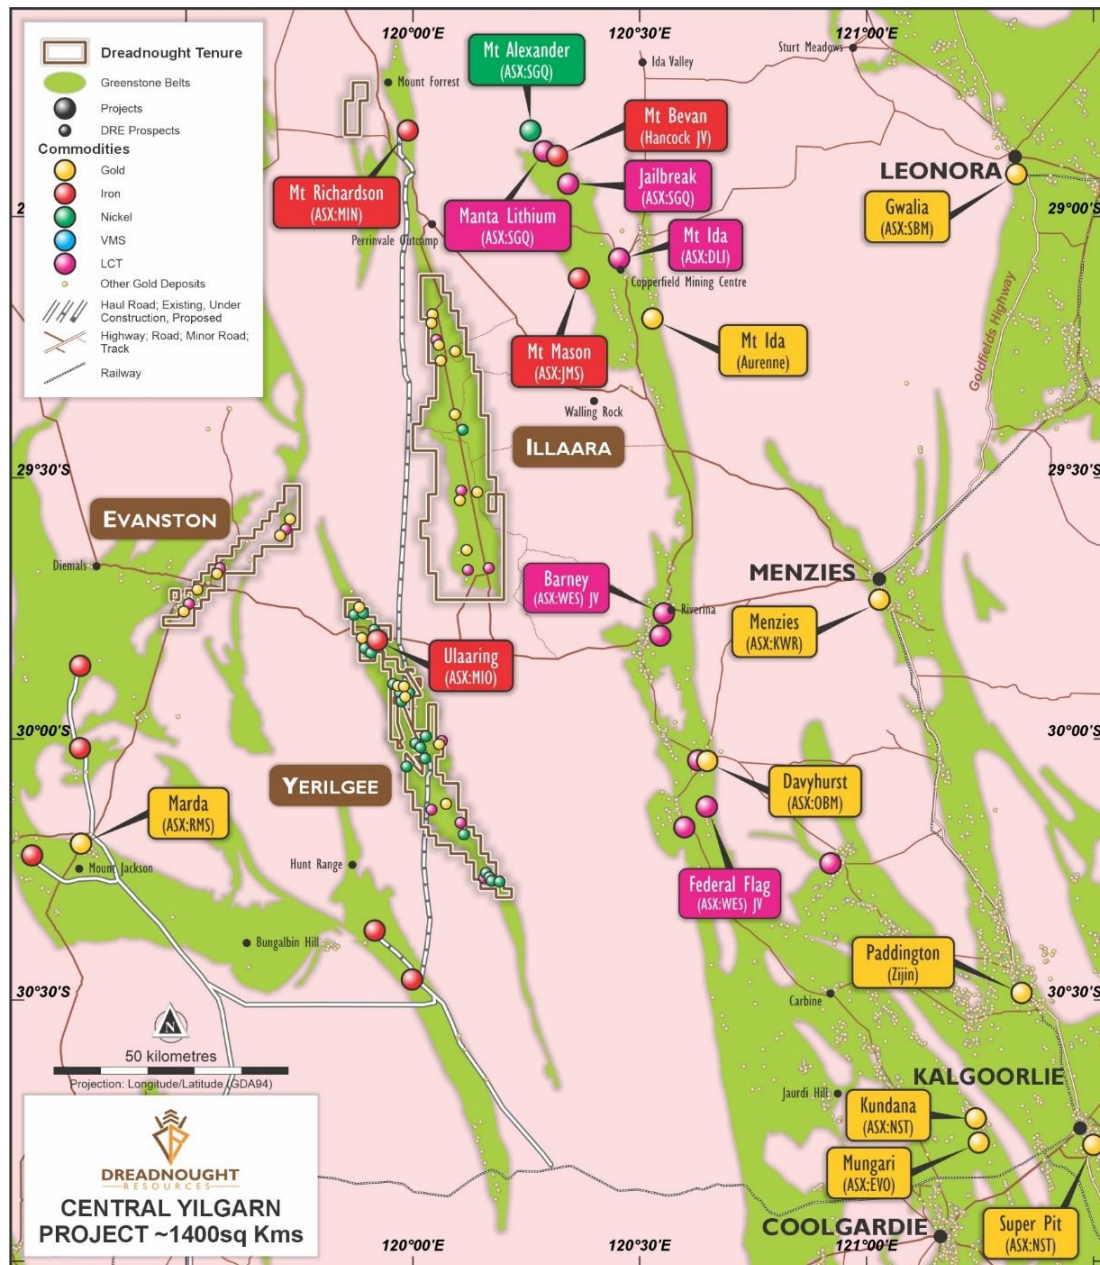 120°00'E
120°30'E
121°00'E
Dreadnought Tenure
Greenstone Belts
Projects
DRE Prospects
Commodities
Gold
Iron
Nickel
VMS
LCT
Other Gold Deposits
Haul Road; Existing, Under
Construction, Proposed
Highway; Road; Minor Road;
Track
Railway
Mt Alexander
(ASX:SGQ)
Ida Valley
Sturt Meadows
Mount Forrest
Mt Bevan
(Hancock JV)
LEONORA
Mt Richardson
(ASX:MIN)
Manta Lithium
(ASX:SGQ)
Jailbreak
(ASX:SGQ)
Gwalia
(ASX:SBM)
29°00'S
29°00'S
Perrinvale Outcamp
Mt Ida
(ASX:DLI)
Copperfield Mining Centre
Goldfields Highway
Mt Mason
(ASX:JMS)
Mt Ida
(Aurenne)
Walling Rock
ILLAARA
29°30'S
29°30'S
EVANSTON
Diemals
Barney
(ASX:WES) JV
Riverina
MENZIES
Menzies
(ASX:KWR)
Ulaaring
(ASX:MIO)
30°00'S
30°00'S
YERILGEE
Davyhurst
(ASX:OBM)
Marda
(ASX:RMS)
Mount Jackson
Hunt Range
Federal Flag
(ASX:WES) JV
Bungalbin Hill
Paddington
(Zijin)
Carbine
30°30'S
30°30'S
N
50 kilometres
Projection: Longitude/Latitude (GDA94)
KALGOORLIE
Jaurdi Hill
Kundana
(ASX:NST)
Mungari
(ASX:EVO)
DREADNOUGHT
RESOURCES
CENTRAL YILGARN
PROJECT ~1400sq Kms
COOLGARDIE
Super Pit
(ASX:NST)
120°00'E
120°30'E
121°00'E